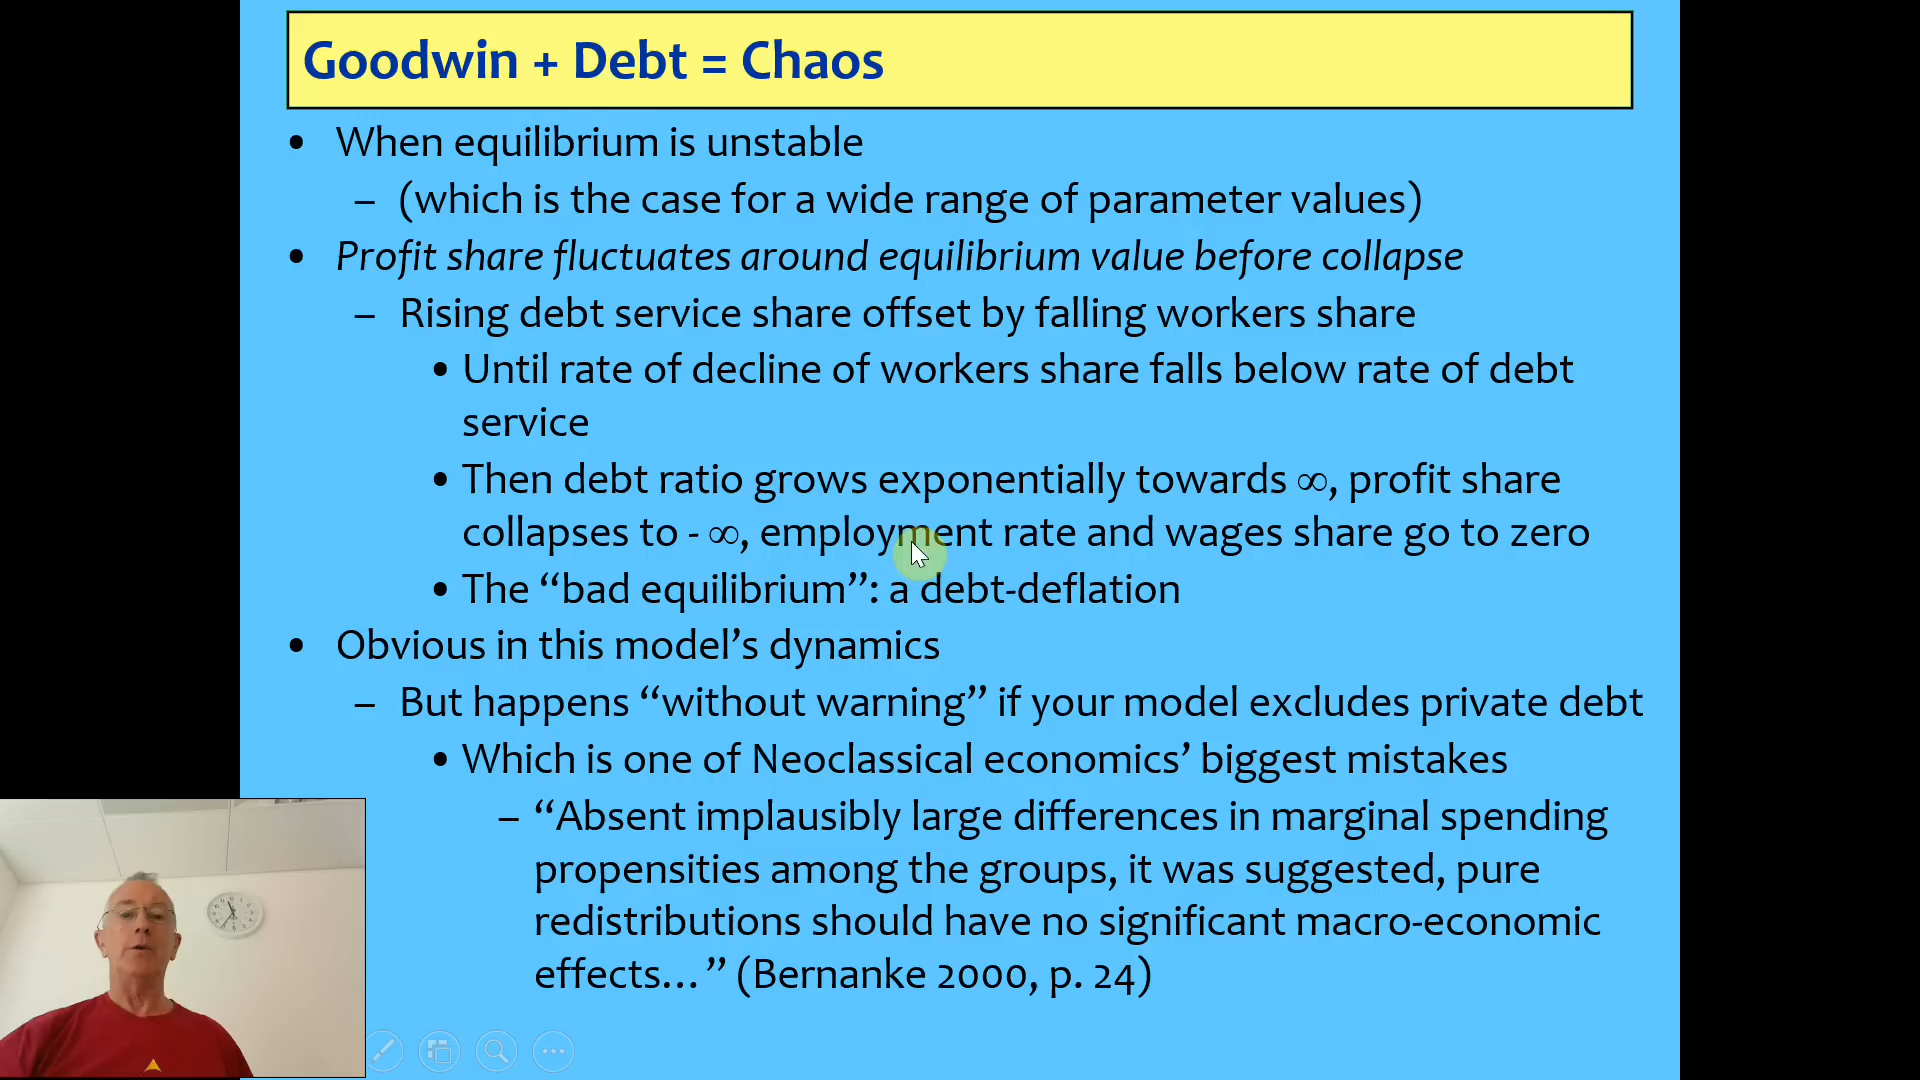 Goodwin + Debt = Chaos
• When equilibrium is unstable
– (which is the case for a wide range of parameter values)
• Profit share fluctuates around equilibrium value before collapse
– Rising debt service share offset by falling workers share
• Until rate of decline of workers share falls below rate of debt
service
• Then debt ratio grows exponentially towards ∞, profit share
collapses to - ∞, employment rate and wages share go to zero
• The “bad equilibrium”: a debt-deflation
• Obvious in this model’s dynamics
– But happens “without warning” if your model excludes private debt
• Which is one of Neoclassical economics’ biggest mistakes
– “Absent implausibly large differences in marginal spending
propensities among the groups, it was suggested, pure
redistributions should have no significant macro-economic
effects…” (Bernanke 2000, p. 24)